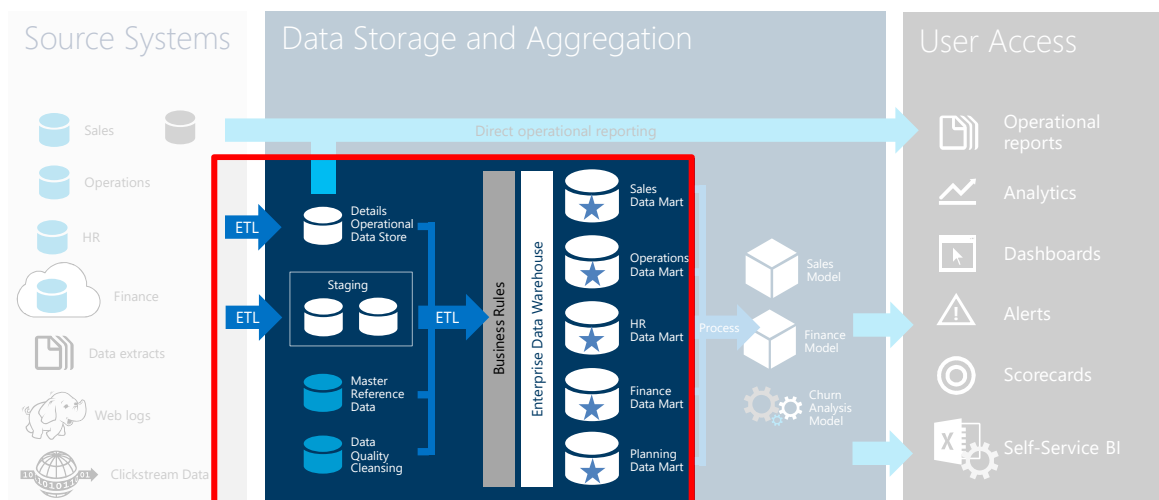 Source Systems
Data Storage and Aggregation
User Access
Sales
Operations
HR
Finance
Data extracts
Web logs
Clickstream Data
Direct operational reporting
ETL
ETL
Details
Operational
Data Store
Staging
Master
Reference
Data
Data
Quality
Cleansing
ETL
Business Rules
Enterprise Data Warehouse
Sales
Data Mart
Operations
Data Mart
HR
Data Mart
Finance
Data Mart
Planning
Data Mart
Process
Sales
Model
Finance
Model
Churn
Analysis
Model
Operational
reports
Analytics
Dashboards
Alerts
Scorecards
Self-Service BI